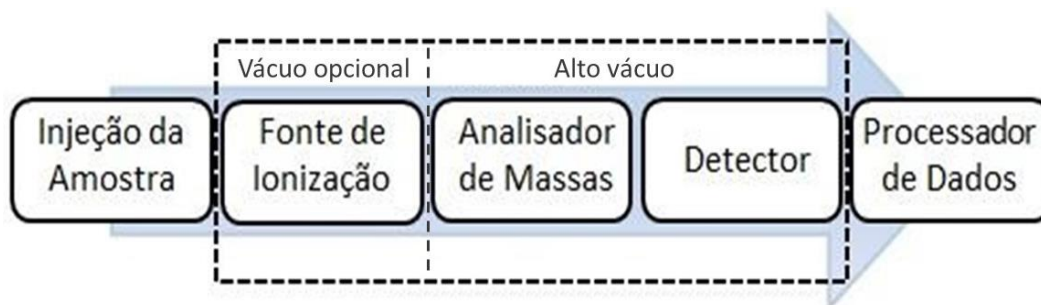 Vácuo opcional
Alto vácuo
Injeção da
Amostra
Fonte de
Ionização
Analisador
de Massas
Detector
Processador
de Dados